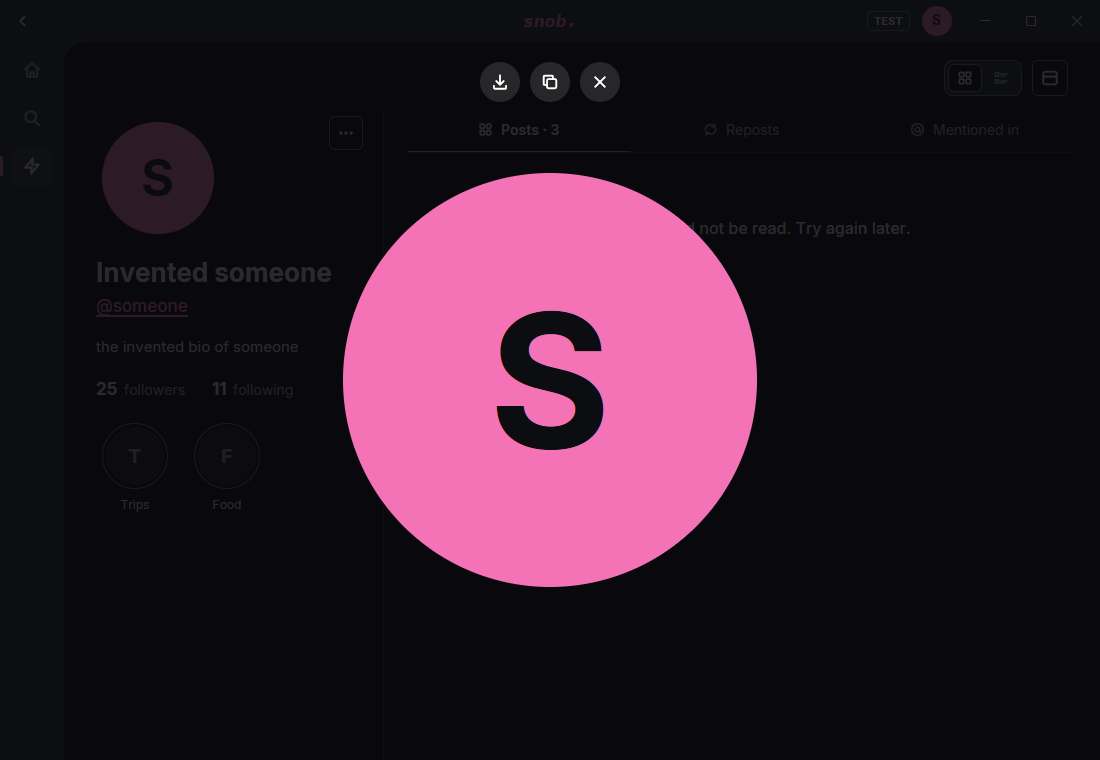 snob.
TEST
S
Posts · 3
Reposts
Mentioned in
S
not be read. Try again later.
Invented someone
@someone
the invented bio of someone
25 followers 11 following
S
T
F
Trips
Food